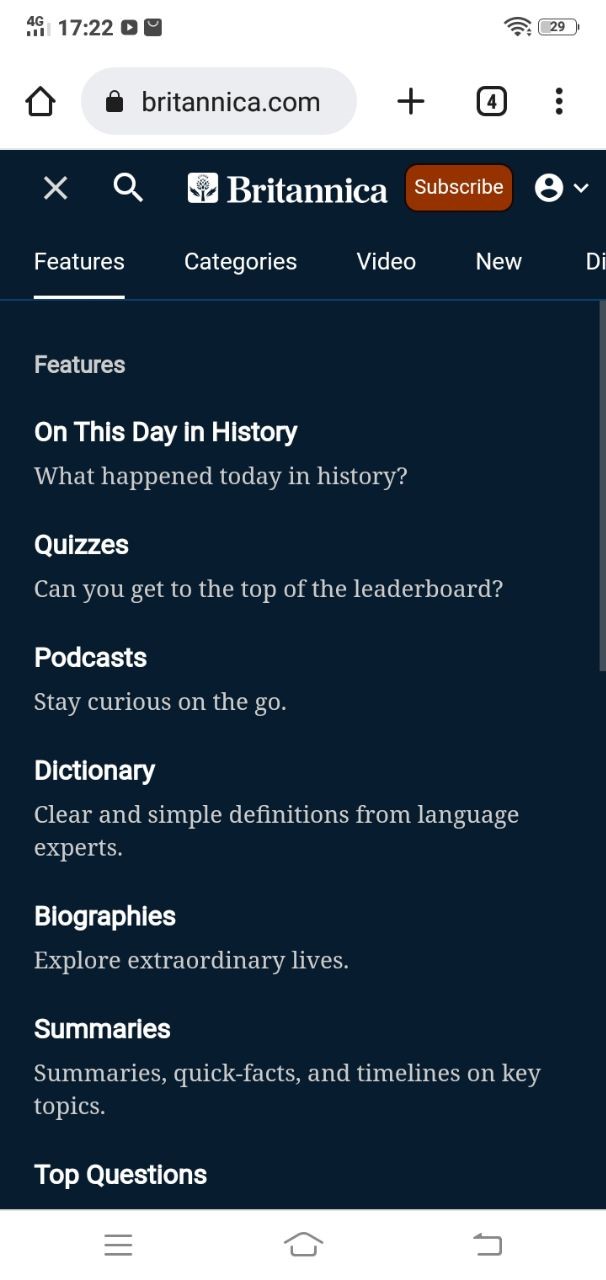 4G 17:22 29
britannica.com 4
Britannica Subscribe
Features Categories Video New Di
Features
On This Day in History
What happened today in history?
Quizzes
Can you get to the top of the leaderboard?
Podcasts
Stay curious on the go.
Dictionary
Clear and simple definitions from language
experts.
Biographies
Explore extraordinary lives.
Summaries
Summaries, quick-facts, and timelines on key
topics.
Top Questions